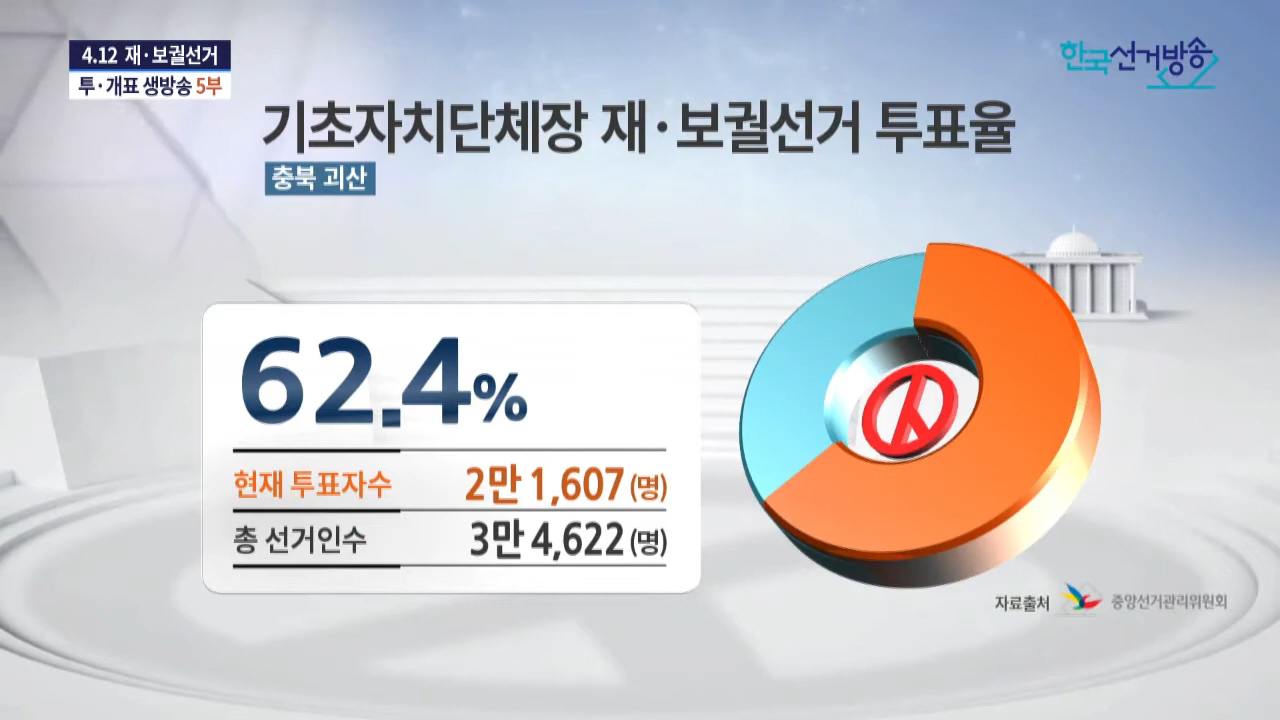 4.12 재·보궐선거
투·개표 생방송 5부
한국선거방송
기초자치단체장 재·보궐선거 투표율
충북 괴산
62.4%
현재 투표자수 2만 1,607 (명)
총 선거인수 3만 4,622 (명)
자료출처 중앙선거관리위원회